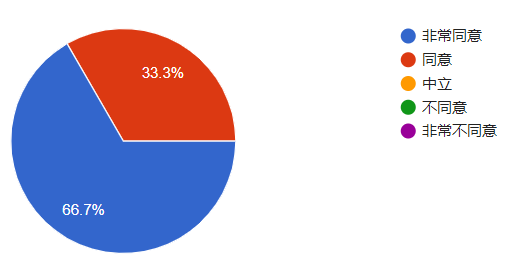 33.3%
66.7%
非常同意
同意
中立
不同意
非常不同意